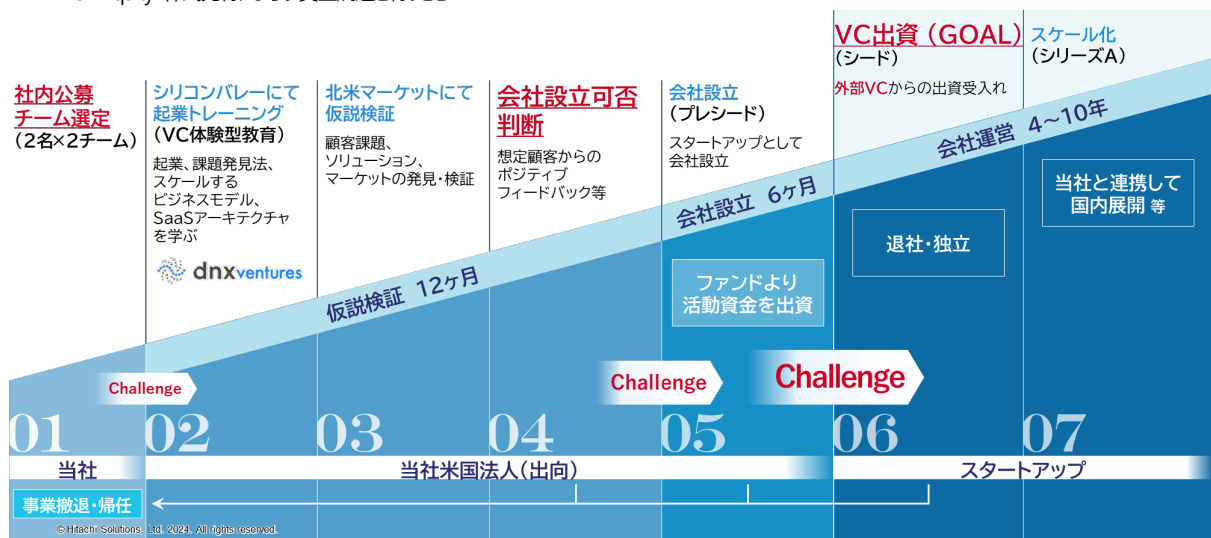 社内公募
チーム選定
(2名×2チーム)
シリコンバレーにて
起業トレーニング
(VC体験型教育)
起業、課題発見法、
スケールする
ビジネスモデル、
SaaSアーキテクチャ
を学ぶ
dnxventures
北米マーケットにて
仮説検証
顧客課題、
ソリューション、
マーケットの発見・検証
会社設立可否
判断
想定顧客からの
ポジティブ
フィードバック等
会社設立
(プレシード)
スタートアップとして
会社設立
VC出資(GOAL)
(シード)
外部VCからの出資受入れ
スケール化
(シリーズA)
仮説検証 12ヶ月
会社設立 6ヶ月
会社運営 4〜10年
ファンドより
活動資金を出資
退社・独立
当社と連携して
国内展開 等
Challenge
Challenge
Challenge
01
02
03
04
05
06
07
当社
当社米国法人(出向)
スタートアップ
事業撤退・帰任
© Hitachi Solutions, Ltd. 2024. All rights reserved.